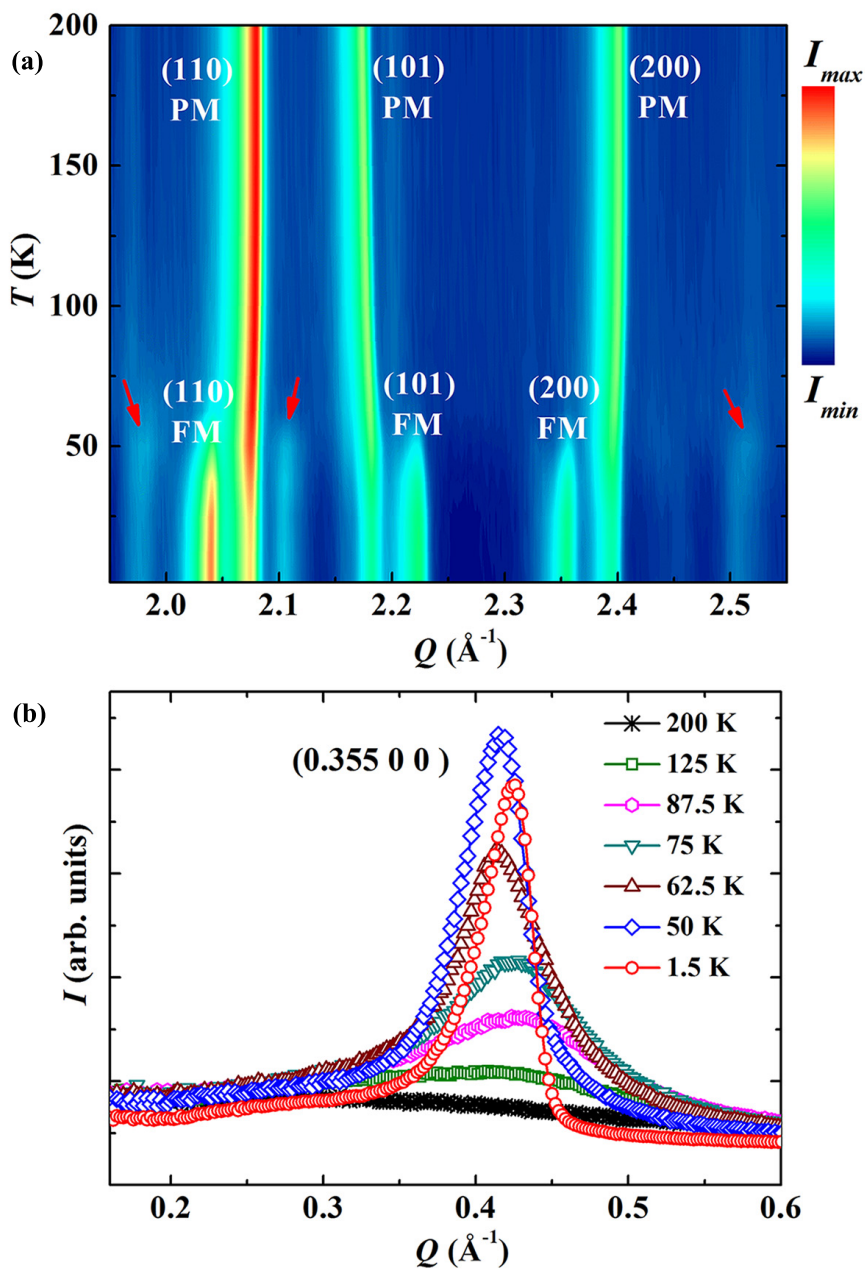 (a)
200
150
100
50
T (K)
(110)
PM
(101)
PM
(200)
PM
(110)
FM
(101)
FM
(200)
FM
I max
I min
2.0 2.1 2.2 2.3 2.4 2.5
Q (Å-1)
(b)
(0.355 0 0 )
200 K
125 K
87.5 K
75 K
62.5 K
50 K
1.5 K
I (arb. units)
0.2 0.3 0.4 0.5 0.6
Q (Å-1)